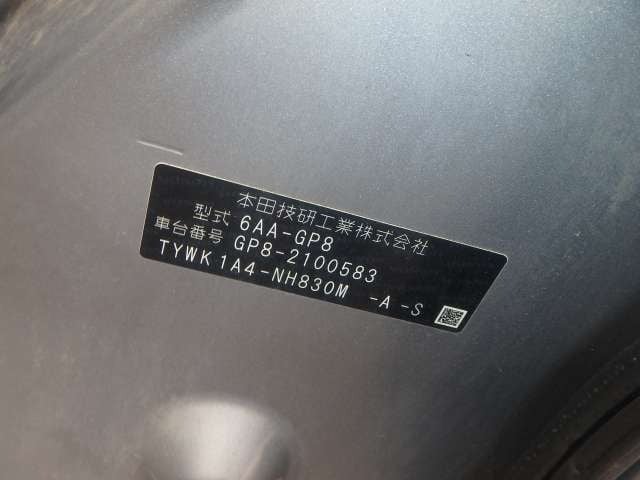 本田技研工業株式会社
型式 6AA-GP8
車台番号 GP8-2100583
TYWK1A4-NH830M -A-S